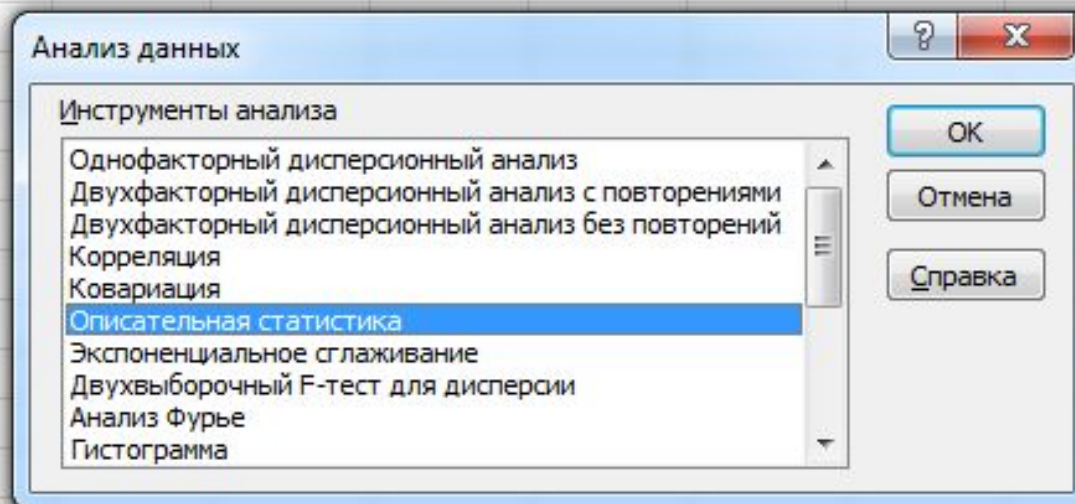 Анализ данных
?
Инструменты анализа
Однофакторный дисперсионный анализ
Двухфакторный дисперсионный анализ с повторениями
Двухфакторный дисперсионный анализ без повторений
Корреляция
Ковариация
Описательная статистика
Экспоненциальное сглаживание
Двухвыборочный F-тест для дисперсии
Анализ Фурье
Гистограмма
ОК
Отмена
Справка